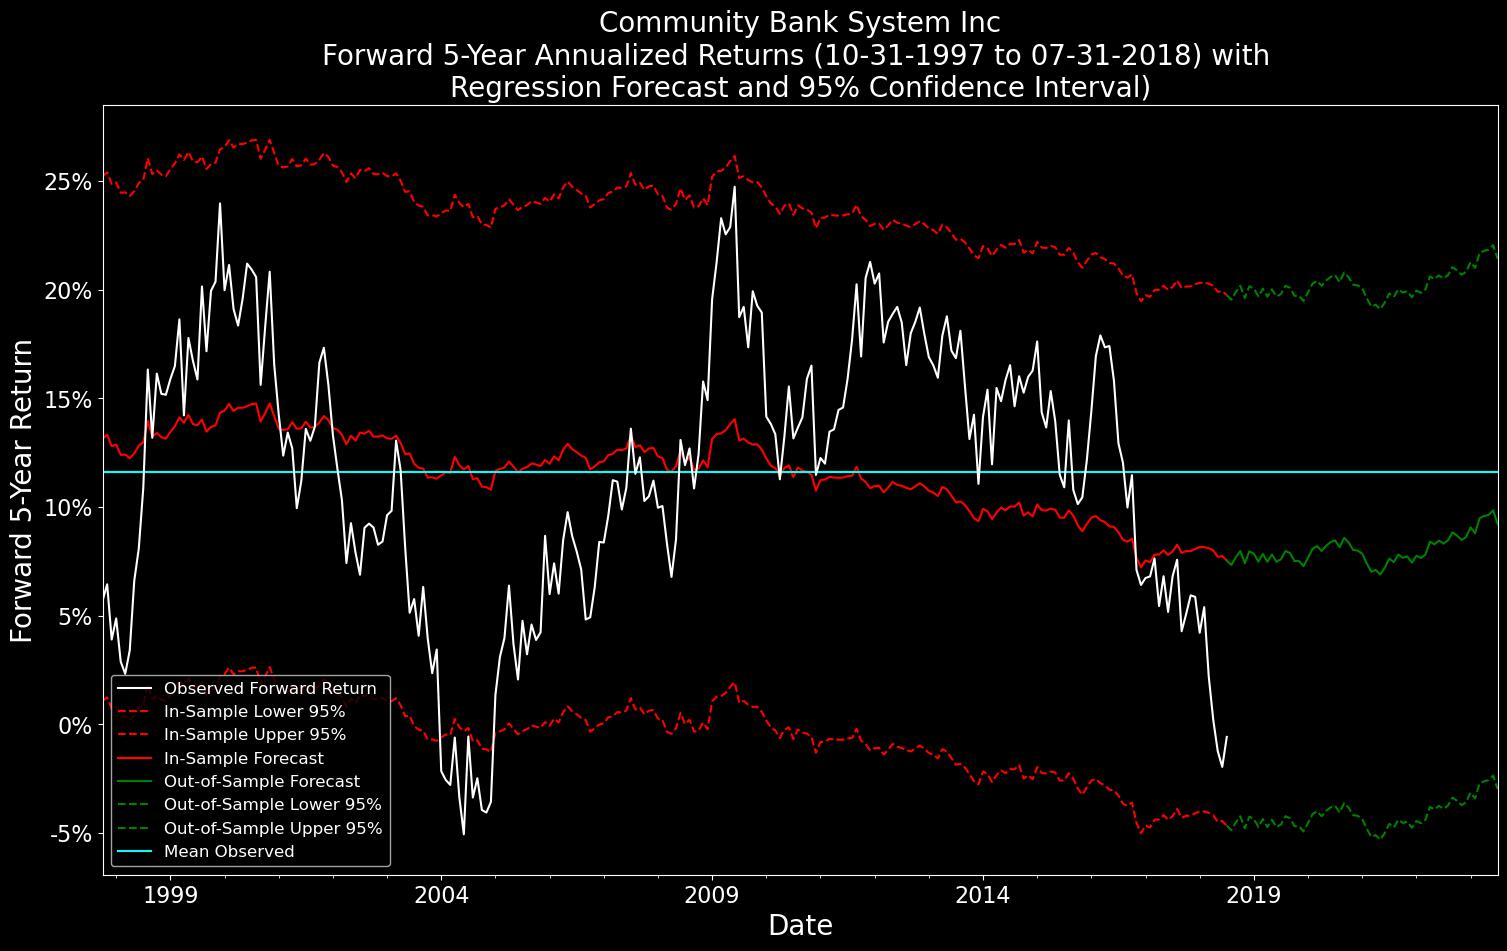 Community Bank System Inc
Forward 5-Year Annualized Returns (10-31-1997 to 07-31-2018) with
Regression Forecast and 95% Confidence Interval)
Forward 5-Year Return
25%
20%
15%
10%
5%
0%
-5%
Observed Forward Return
In-Sample Lower 95%
In-Sample Upper 95%
In-Sample Forecast
Out-of-Sample Forecast
Out-of-Sample Lower 95%
Out-of-Sample Upper 95%
Mean Observed
1999
2004
2009
2014
2019
Date